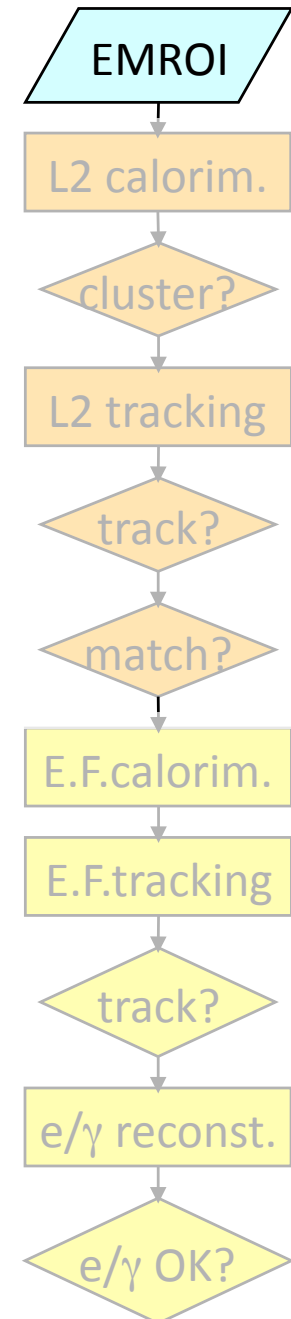 EMROI
L2 calorim.
cluster?
L2 tracking
track?
match?
E.F.calorim.
E.F.tracking
track?
e/γ reconst.
e/γ OK?